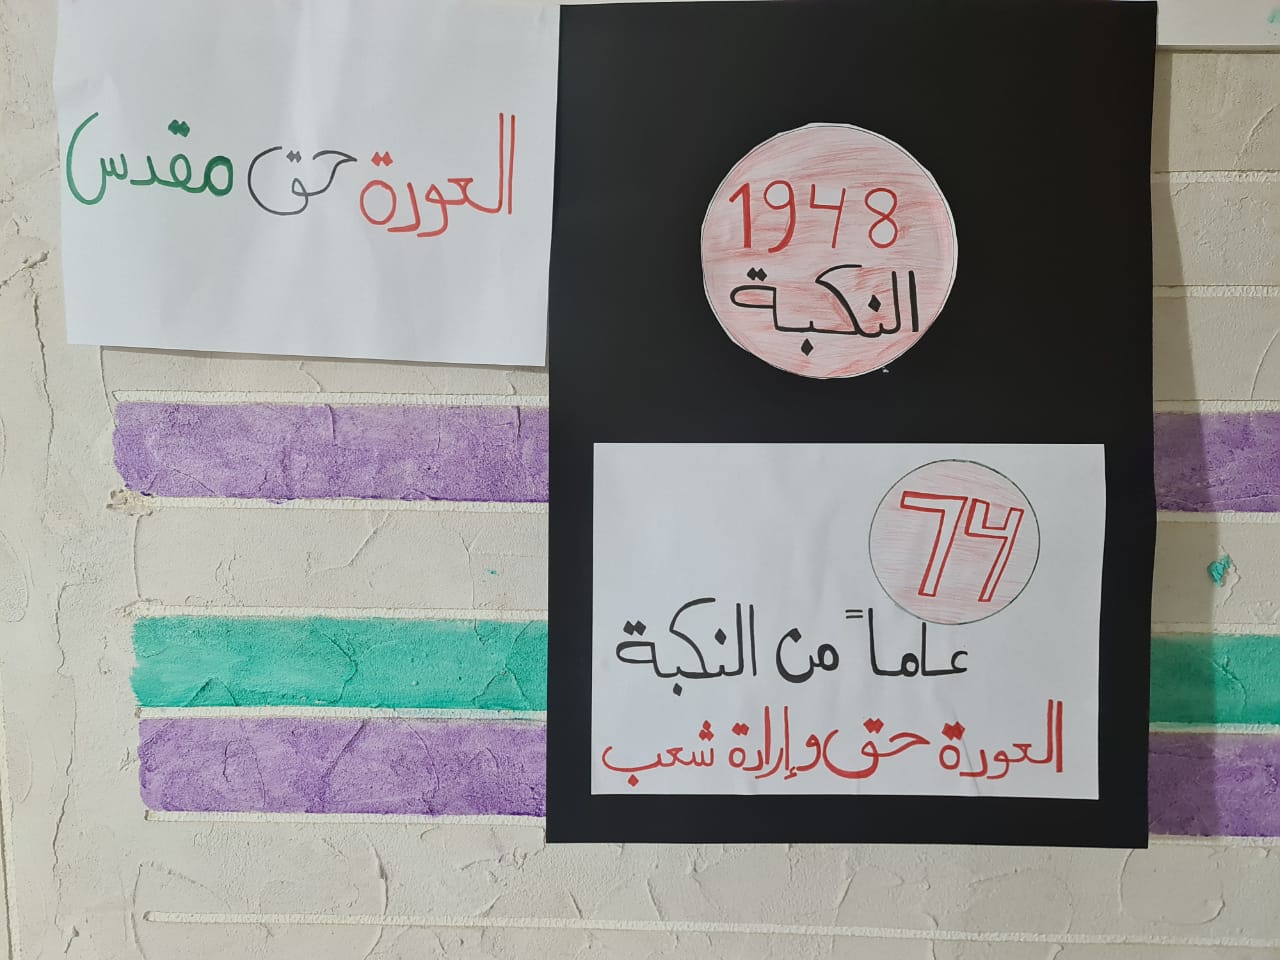 العودة حق مقدس
1948
النكبة
74
عاماً من النكبة
العودة حق وإرادة شعب